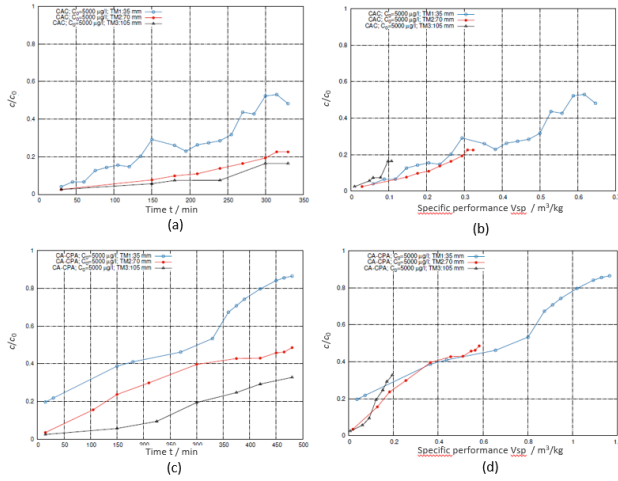 CAC; C0=5000 µg/l; TM1:35 mm
CAC; C0=5000 µg/l; TM2:70 mm
CAC; C0=5000 µg/l; TM3:105 mm
1
0.8
0.6
0.4
0.2
0
c/c0
0 50 100 150 200 250 300 350
Time t / min
(a)
CAC; C0=5000 µg/l; TM1:35 mm
CAC; C0=5000 µg/l; TM2:70 mm
CAC; C0=5000 µg/l; TM3:105 mm
1
0.8
0.6
0.4
0.2
0
c/c0
0 0.1 0.2 0.3 0.4 0.5 0.6 0.7
Specific performance Vsp / m³/kg
(b)
CA-CPA; C0=5000 µg/l; TM1:35 mm
CA-CPA; C0=5000 µg/l; TM2:70 mm
CA-CPA; C0=5000 µg/l; TM3:105 mm
1
0.8
0.6
0.4
0.2
0
c/c0
0 50 100 150 200 250 300 350 400 450 500
Time t / min
(c)
CA-CPA; C0=5000 µg/l; TM1:35 mm
CA-CPA; C0=5000 µg/l; TM2:70 mm
CA-CPA; C0=5000 µg/l; TM3:105 mm
1
0.8
0.6
0.4
0.2
0
c/c0
0 0.2 0.4 0.6 0.8 1
Specific performance Vsp / m³/kg
(d)